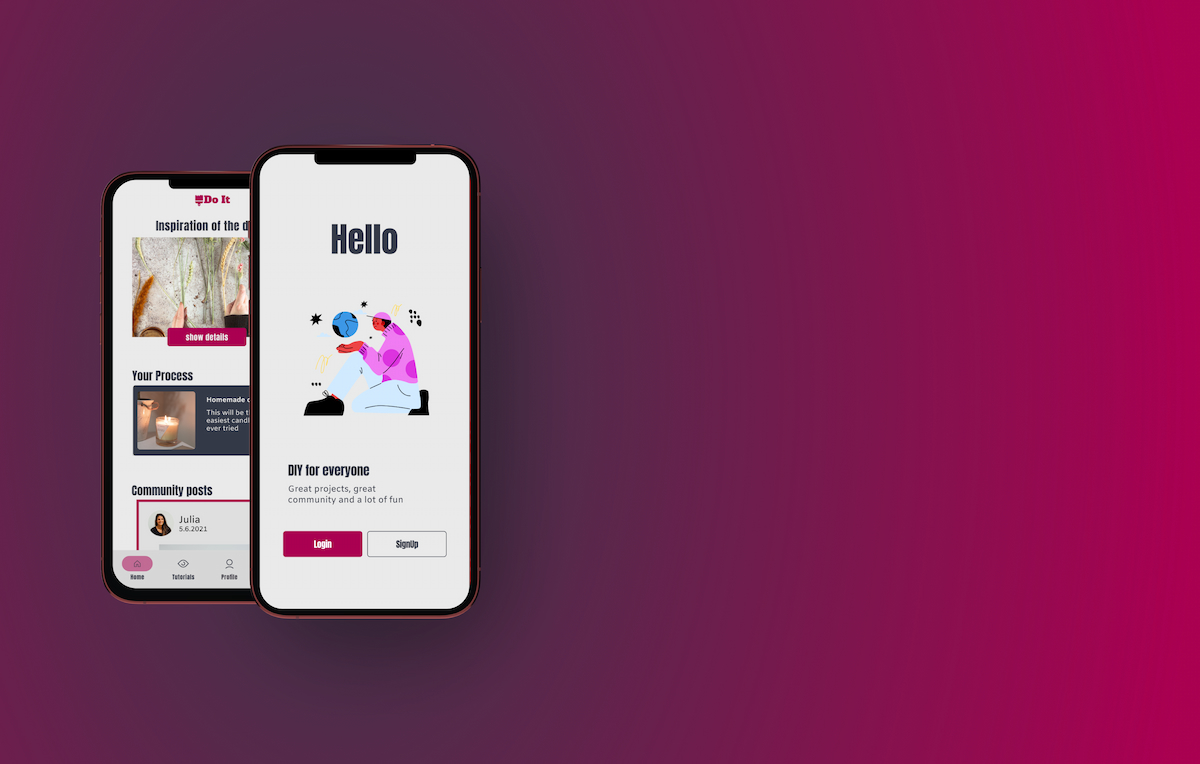 Do It
Inspiration of the d
show details
Your Process
Homemade c
This will be th
easiest candl
ever tried
Community posts
Julia
5.6.2021
Home
Tutorials
Profile
Hello
DIY for everyone
Great projects, great
community and a lot of fun
Login
SignUp